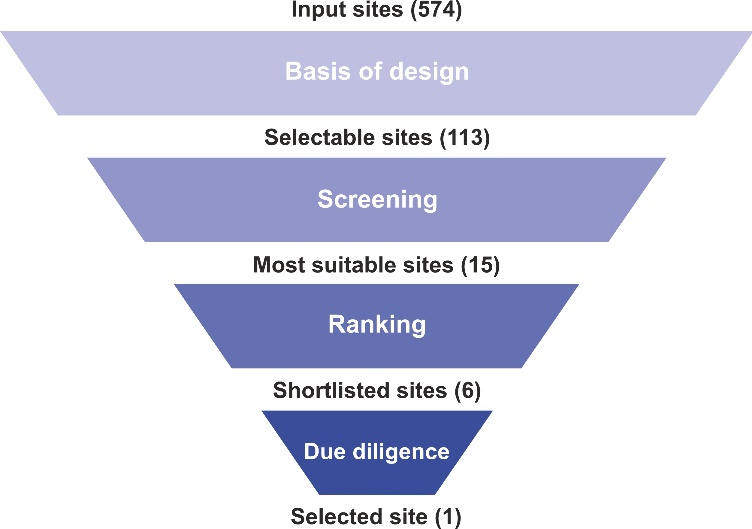 Input sites (574)
Basis of design
Selectable sites (113)
Screening
Most suitable sites (15)
Ranking
Shortlisted sites (6)
Due diligence
Selected site (1)